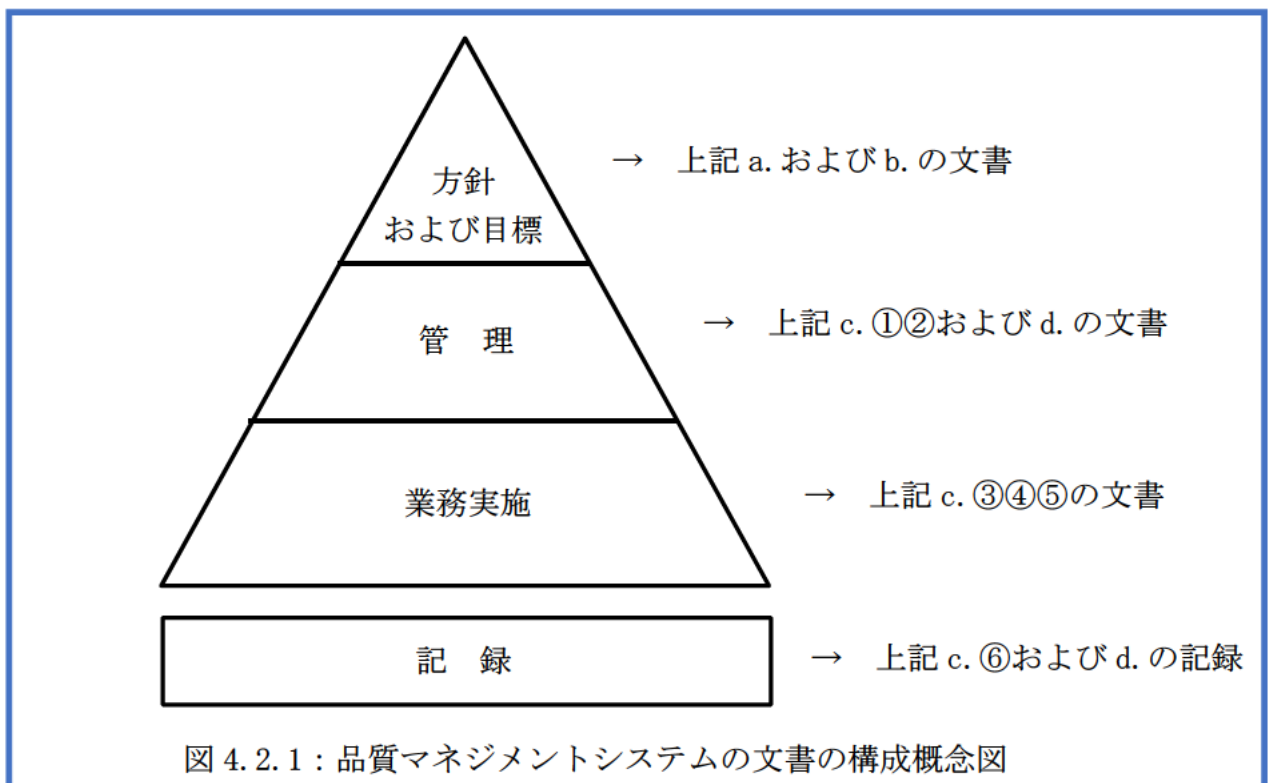 方針
および目標
→ 上記 a.および b.の文書
管 理
→ 上記 c.①②および d.の文書
業務実施
→ 上記 c.③④⑤の文書
記 録
→ 上記 c.⑥および d.の記録
図 4.2.1：品質マネジメントシステムの文書の構成概念図